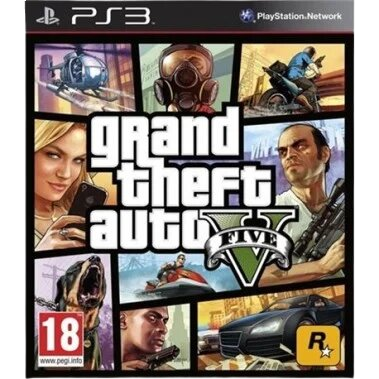 PS3
PlayStation®Network
grand
theft
auto
V
FIVE
18
www.pegi.info
R★